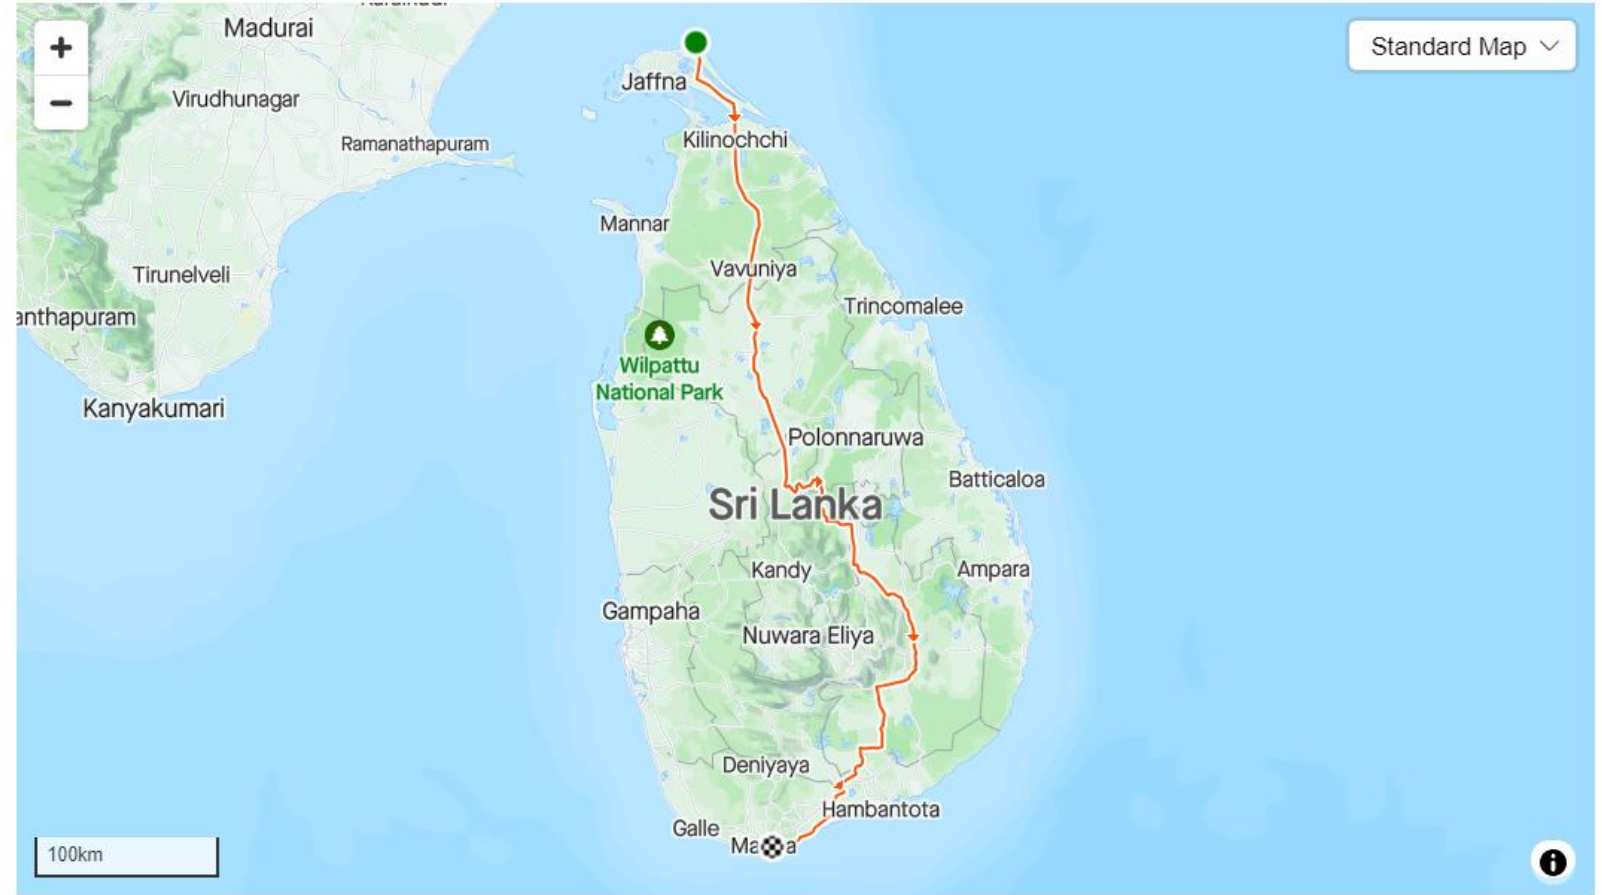 Madurai
+
Standard Map
Jaffna
−
Virudhunagar
Kilinochchi
Ramanathapuram
Mannar
Vavuniya
Tirunelveli
Trincomalee
anthapuram
Wilpattu
National Park
Kanyakumari
Polonnaruwa
Batticaloa
Sri Lanka
Kandy
Ampara
Gampaha
Nuwara Eliya
Deniyaya
Hambantota
Galle
100km